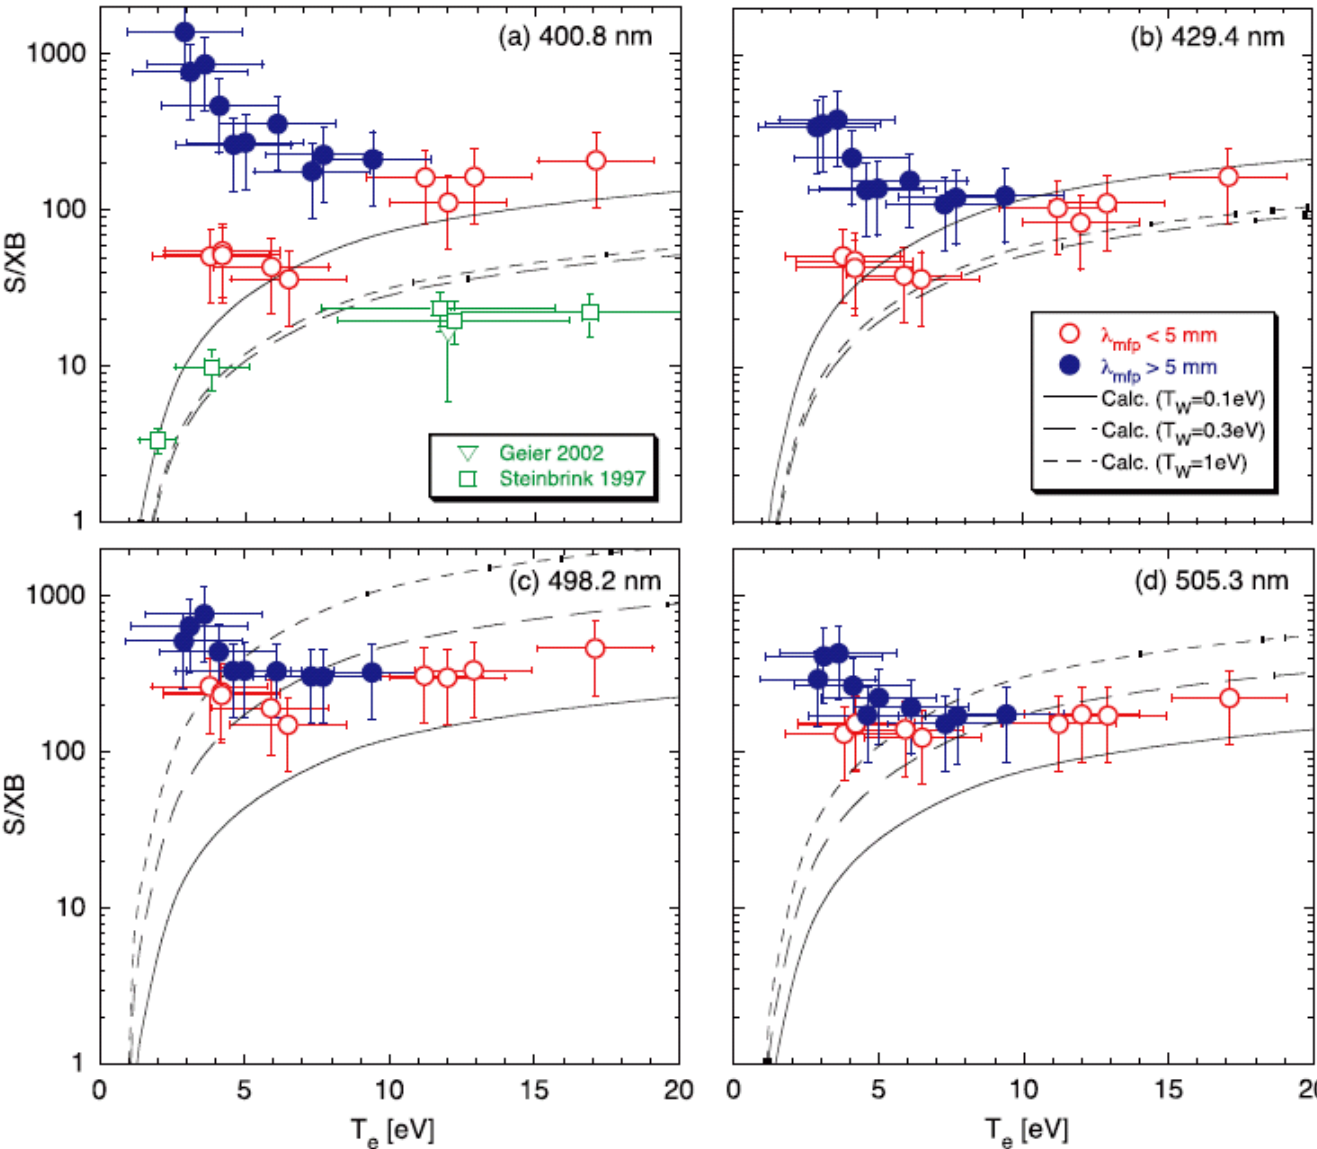 (a) 400.8 nm
1000
100
10
1
S/XB
Geier 2002
Steinbrink 1997
(b) 429.4 nm
λmfp < 5 mm
λmfp > 5 mm
Calc. (TW=0.1eV)
Calc. (TW=0.3eV)
Calc. (TW=1eV)
(c) 498.2 nm
1000
100
10
1
S/XB
0 5 10 15 20
Te [eV]
(d) 505.3 nm
0 5 10 15 20
Te [eV]